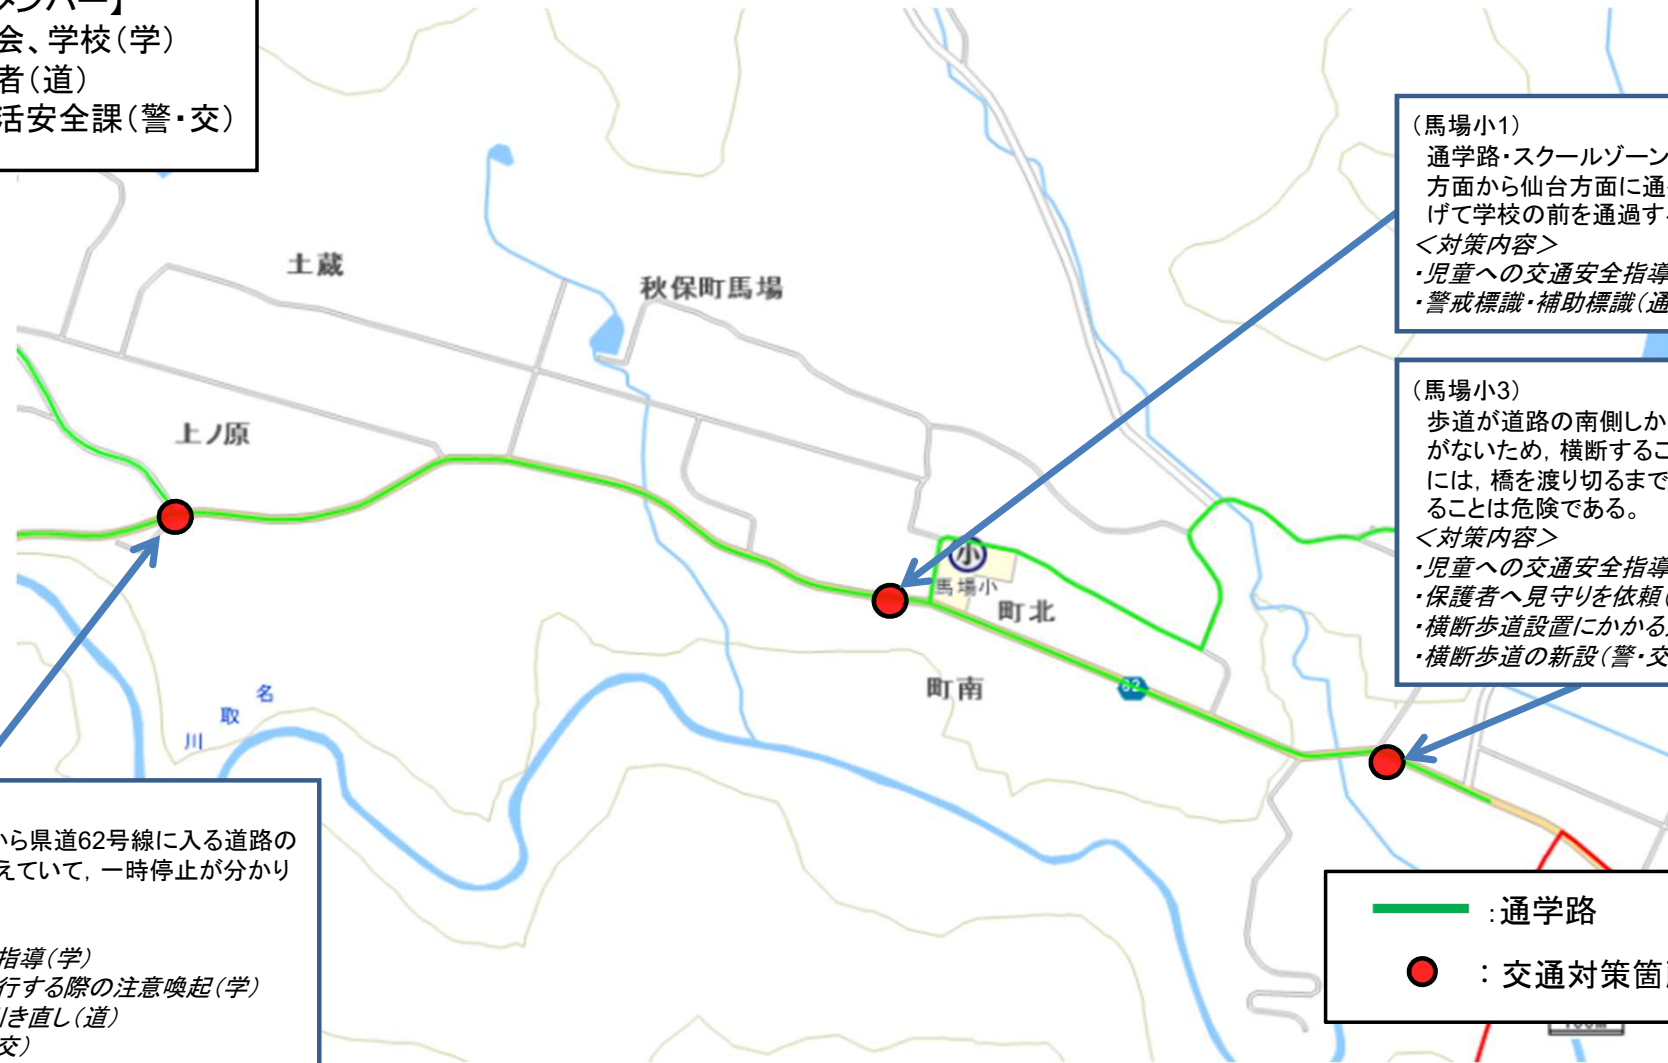 メンバー】
会、学校（学）
者（道）
活安全課（警・交）
（馬場小1）
通学路・スクールゾーン
方面から仙台方面に通
げて学校の前を通過す
＜対策内容＞
・児童への交通安全指導
・警戒標識・補助標識（通
（馬場小3）
歩道が道路の南側しか
がないため，横断するこ
には，橋を渡り切るまで
ることは危険である。
＜対策内容＞
・児童への交通安全指導
・保護者へ見守りを依頼（
・横断歩道設置にかかる
・横断歩道の新設（警・交
土蔵
秋保町馬場
上ノ原
小
馬場小
町北
町南
62
名
取
川
ら県道62号線に入る道路の
えていて，一時停止が分かり
指導（学）
行する際の注意喚起（学）
引き直し（道）
交）
：通学路
：交通対策箇